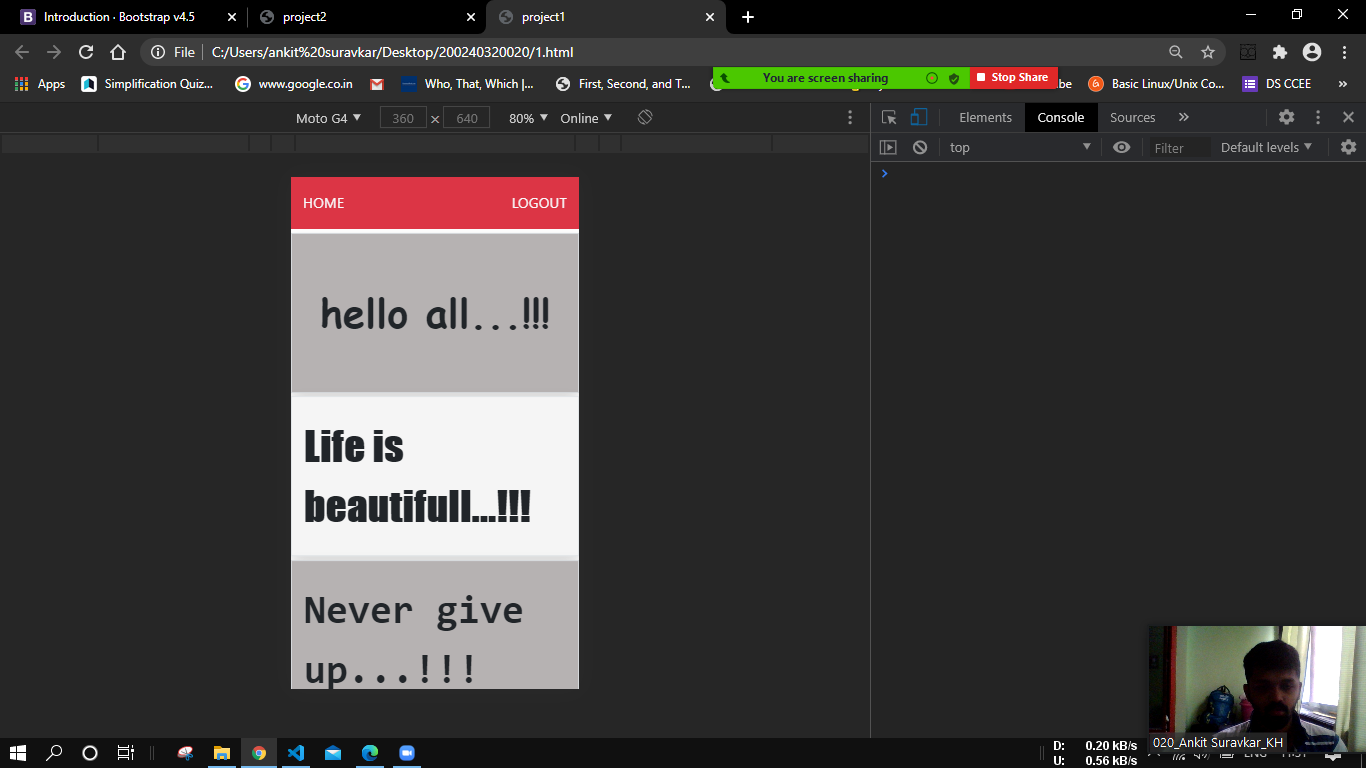 Introduction · Bootstrap v4.5
project2
project1
File
C:/Users/ankit%20suravkar/Desktop/200240320020/1.html
Apps
Simplification Quiz...
www.google.co.in
Who, That, Which |...
First, Second, and T...
You are screen sharing
Stop Share
Basic Linux/Unix Co...
DS CCEE
»
Moto G4
360 × 640
80%
Online
Elements
Console
Sources
»
top
Filter
Default levels
HOME
LOGOUT
hello all...!!!
Life is
beautifull...!!!
Never give
up...!!!
020_Ankit Suravkar_KH
D: 0.20 kB/s
U: 0.56 kB/s